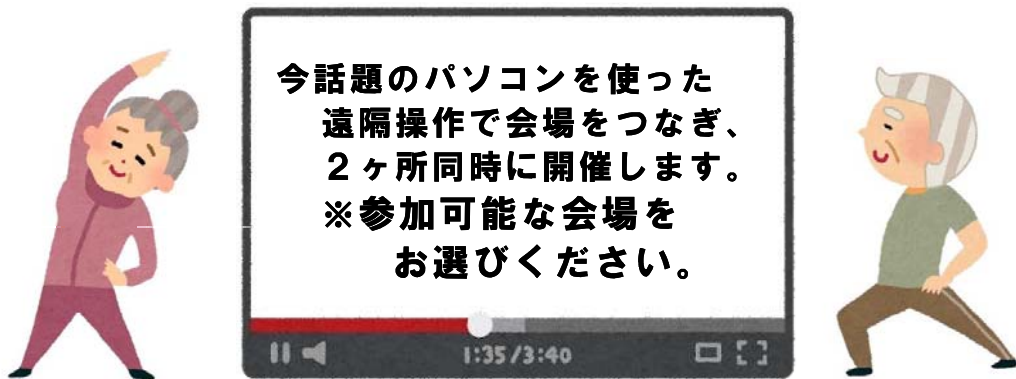 今話題のパソコンを使った
遠隔操作で会場をつなぎ、
２ヶ所同時に開催します。
※参加可能な会場を
お選びください。
1:35/3:40